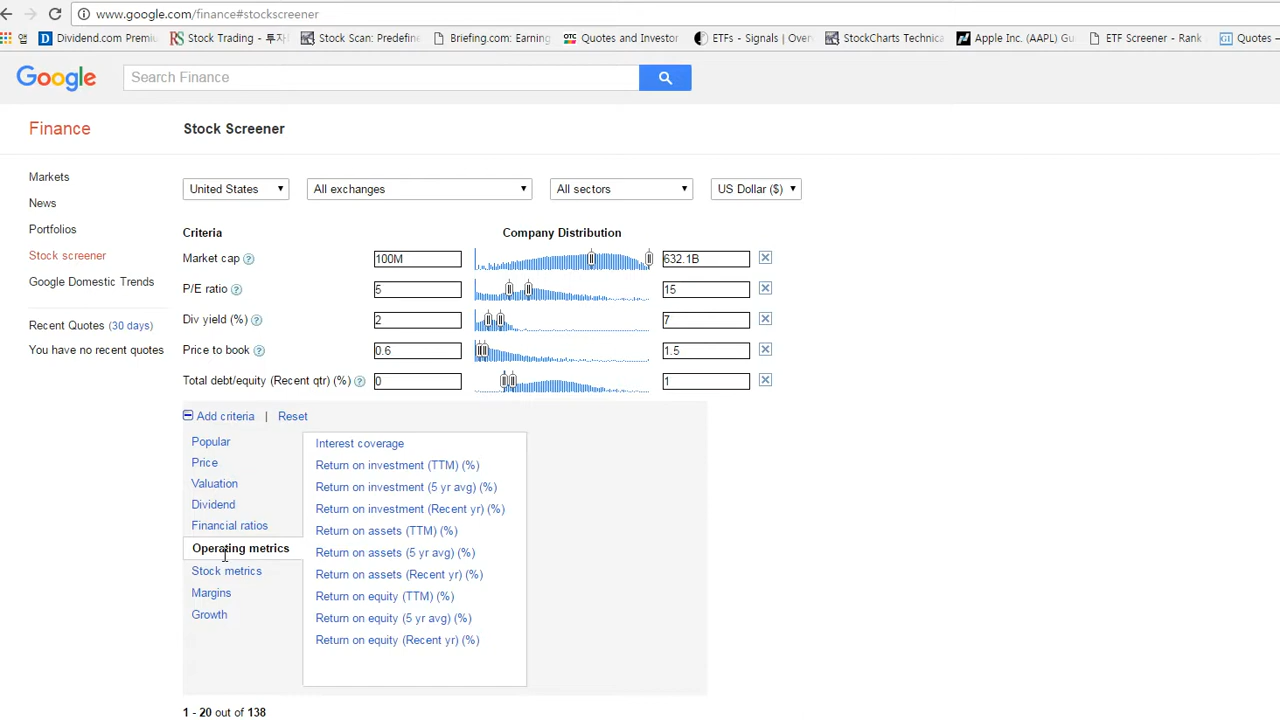 www.google.com/finance#stockscreener
앱 Dividend.com Premiu Stock Trading - 투자 Stock Scan: Predefine Briefing.com: Earning Quotes and Investor ETFs - Signals | Over StockCharts Technica Apple Inc. (AAPL) Gu ETF Screener - Rank Quotes –
Google Search Finance
Finance Stock Screener
Markets
News
Portfolios
Stock screener
Google Domestic Trends
Recent Quotes (30 days)
You have no recent quotes
United States All exchanges All sectors US Dollar ($)
Criteria Company Distribution
Market cap ? 100M 632.1B
P/E ratio ? 5 15
Div yield (%) ? 2 7
Price to book ? 0.6 1.5
Total debt/equity (Recent qtr) (%) ? 0 1
Add criteria | Reset
Popular
Price
Valuation
Dividend
Financial ratios
Operating metrics
Stock metrics
Margins
Growth
Interest coverage
Return on investment (TTM) (%)
Return on investment (5 yr avg) (%)
Return on investment (Recent yr) (%)
Return on assets (TTM) (%)
Return on assets (5 yr avg) (%)
Return on assets (Recent yr) (%)
Return on equity (TTM) (%)
Return on equity (5 yr avg) (%)
Return on equity (Recent yr) (%)
1 - 20 out of 138